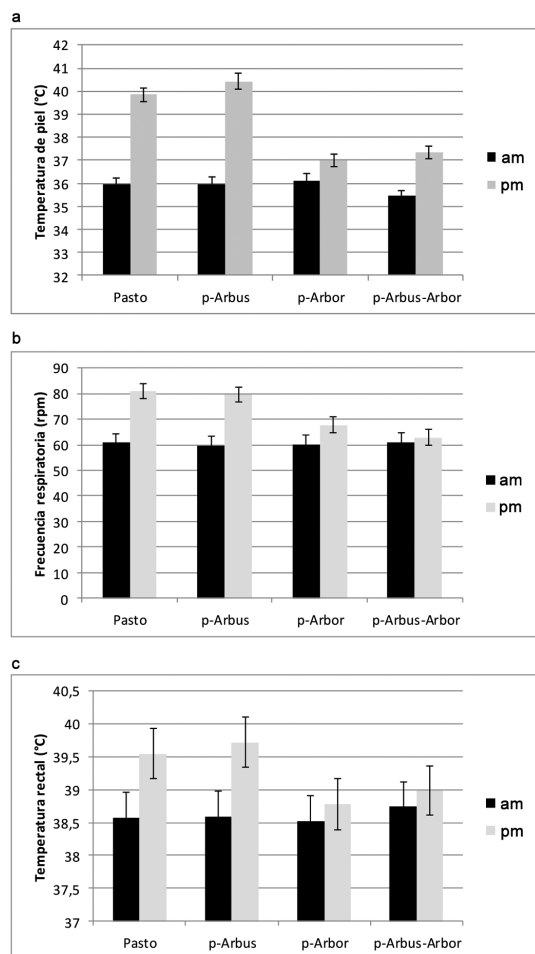 a
Temperatura de piel (°C)
42
41
40
39
38
37
36
35
34
33
32
Pasto p-Arbus p-Arbor p-Arbus-Arbor
am
pm
b
Frecuencia respiratoria (rpm)
90
80
70
60
50
40
30
20
10
0
Pasto p-Arbus p-Arbor p-Arbus-Arbor
am
pm
c
Temperatura rectal (°C)
40,5
40
39,5
39
38,5
38
37,5
37
Pasto p-Arbus p-Arbor p-Arbus-Arbor
am
pm